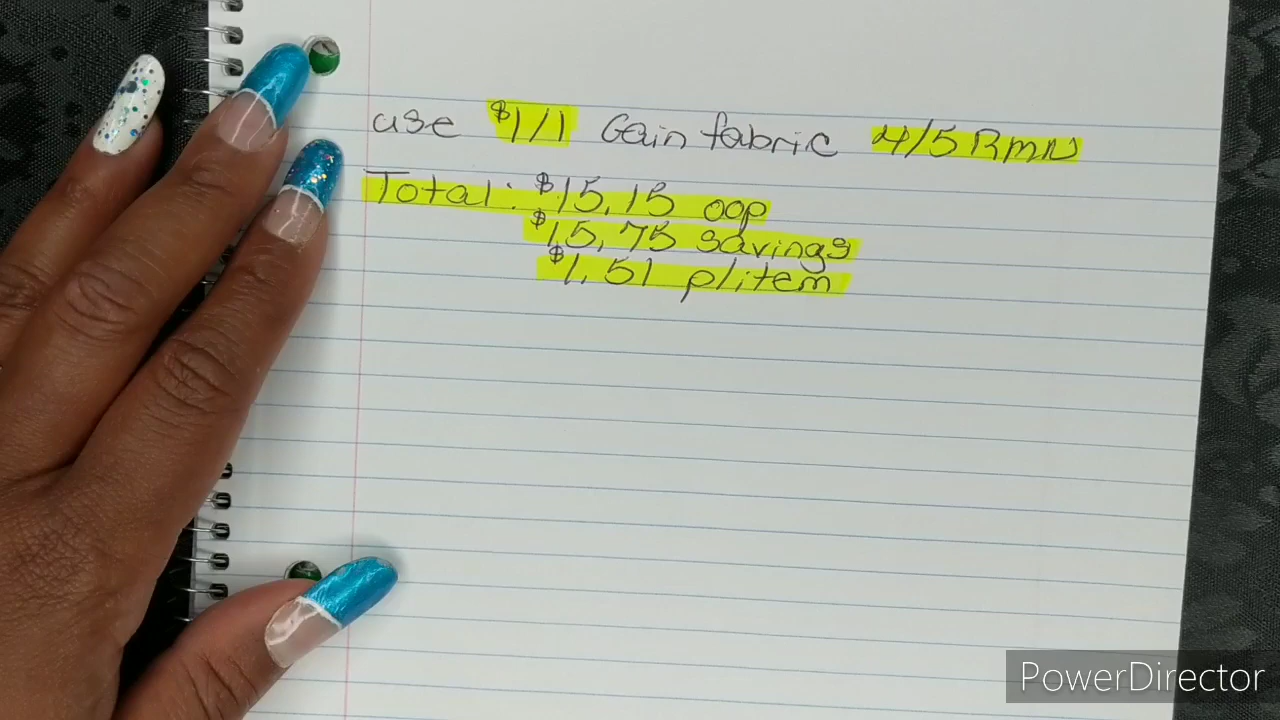 use $1/1 Gain fabric 4/5 RMN
Total: $15.15 oop
$15.75 savings
$1.51 p/item
PowerDirector